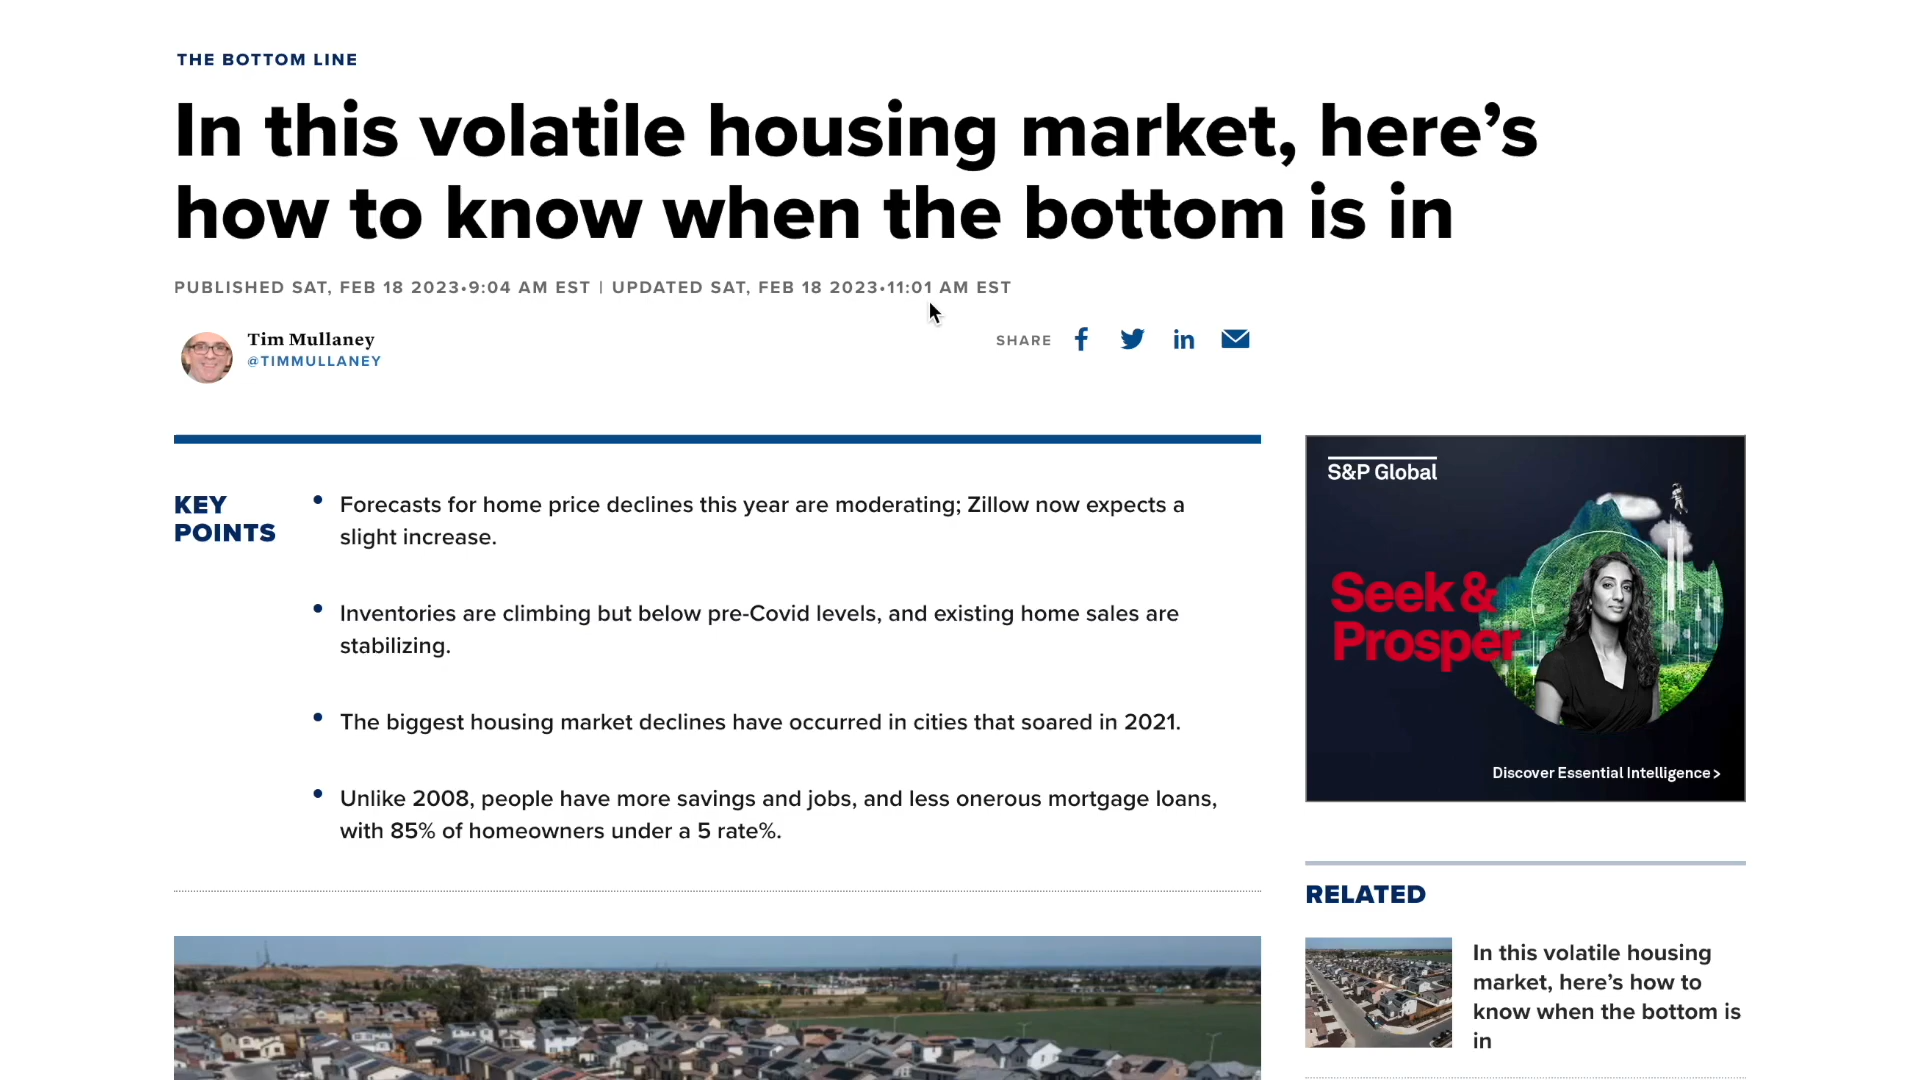 THE BOTTOM LINE
In this volatile housing market, here’s
how to know when the bottom is in
PUBLISHED SAT, FEB 18 2023•9:04 AM EST | UPDATED SAT, FEB 18 2023•11:01 AM EST
Tim Mullaney
@TIMMULLANEY
SHARE
KEY
POINTS
Forecasts for home price declines this year are moderating; Zillow now expects a
slight increase.
Inventories are climbing but below pre-Covid levels, and existing home sales are
stabilizing.
The biggest housing market declines have occurred in cities that soared in 2021.
Unlike 2008, people have more savings and jobs, and less onerous mortgage loans,
with 85% of homeowners under a 5 rate%.
S&P Global
Seek &
Prosper
Discover Essential Intelligence >
RELATED
In this volatile housing
market, here’s how to
know when the bottom is
in